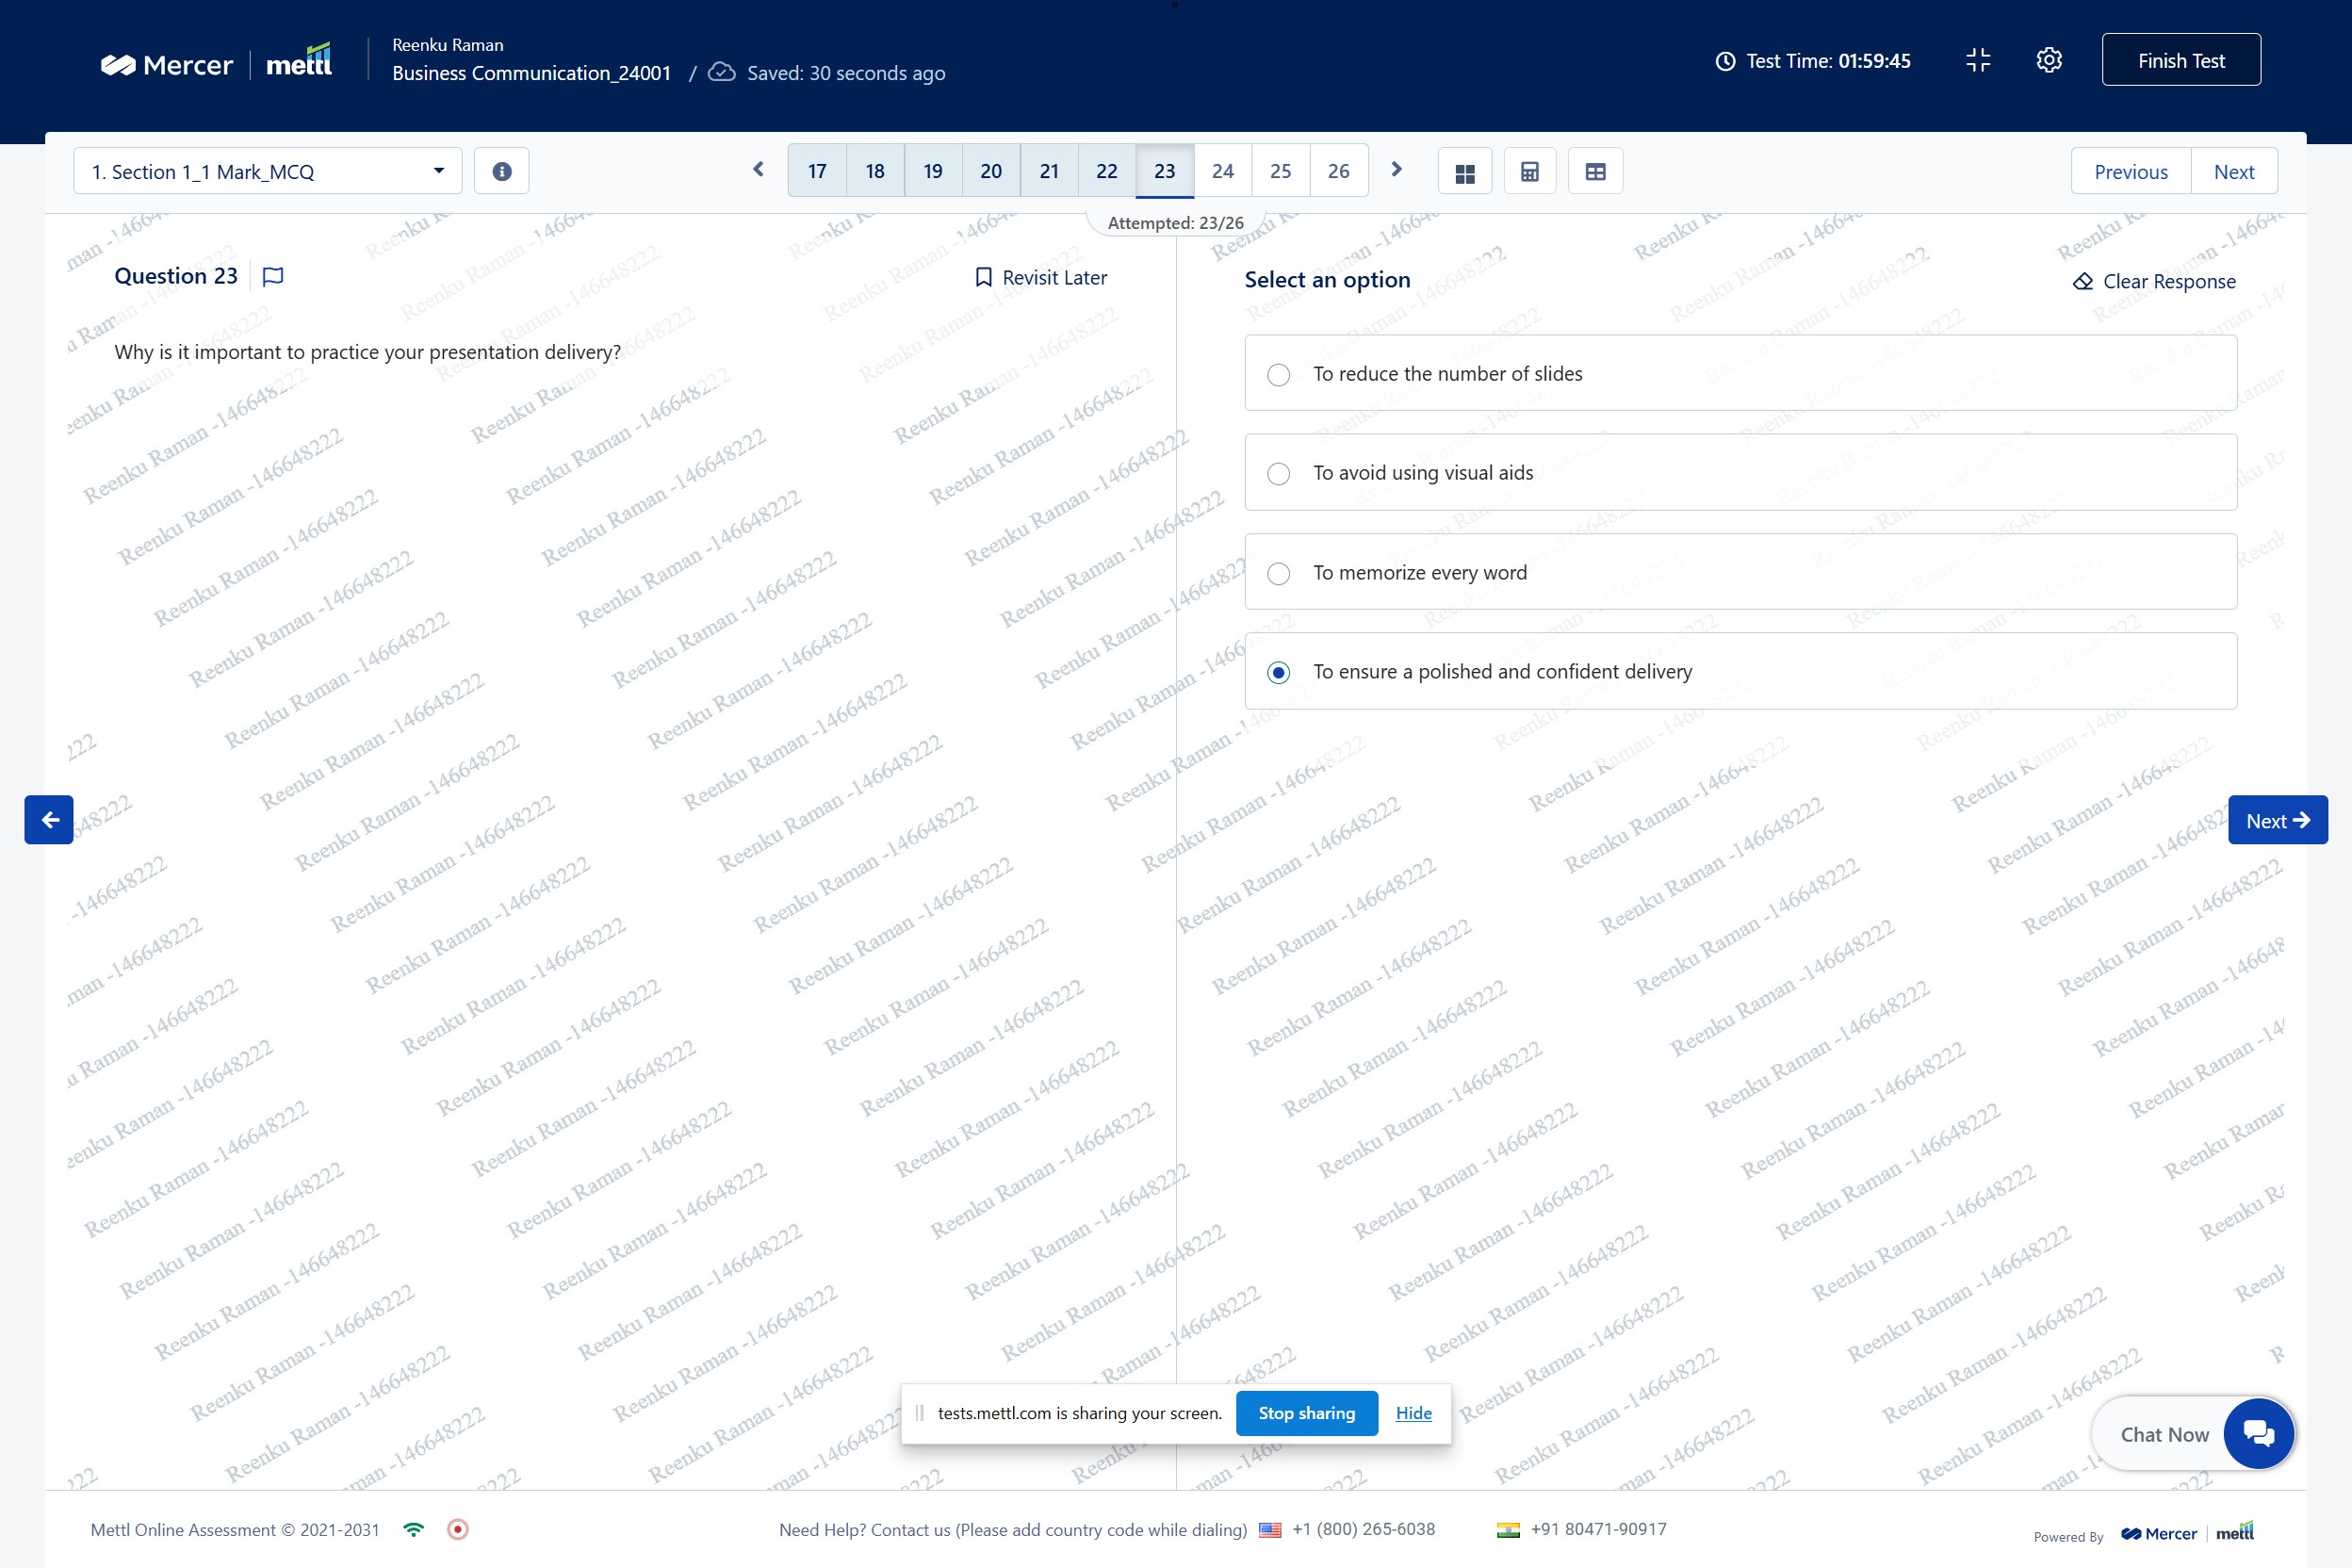 Mercer | mettl
Reenku Raman
Business Communication_24001 / Saved: 30 seconds ago
Test Time: 01:59:45
Finish Test
1. Section 1_1 Mark_MCQ
17 18 19 20 21 22 23 24 25 26
Previous Next
Attempted: 23/26
Question 23
Revisit Later
Why is it important to practice your presentation delivery?
Select an option
Clear Response
To reduce the number of slides
To avoid using visual aids
To memorize every word
To ensure a polished and confident delivery
Next
Reenku Raman -146648222
tests.mettl.com is sharing your screen. Stop sharing Hide
Chat Now
Mettl Online Assessment © 2021-2031
Need Help? Contact us (Please add country code while dialing) +1 (800) 265-6038 +91 80471-90917
Powered By Mercer | mettl